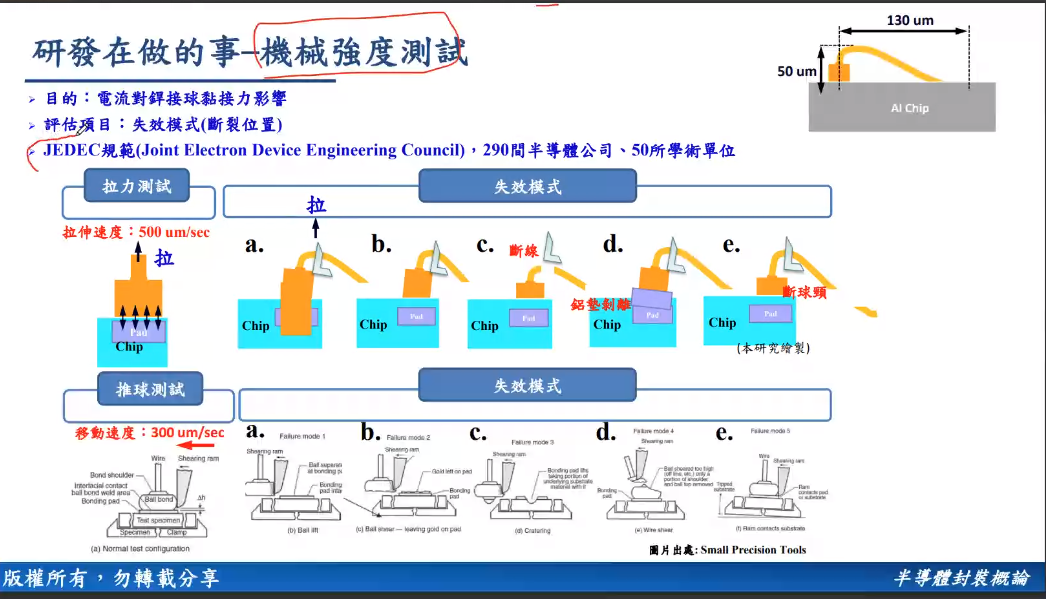 研發在做的事–機械強度測試
130 um
50 um
Al Chip
目的：電流對銲接球黏接力影響
評估項目：失效模式(斷裂位置)
JEDEC規範(Joint Electron Device Engineering Council)，290間半導體公司、50所學術單位
拉力測試
失效模式
拉伸速度：500 um/sec
拉
Pad
Chip
拉
a.
Chip
b.
Pad
Chip
c.
斷線
Pad
Chip
d.
鋁墊剝離
Pad
Chip
e.
斷球頸
Pad
Chip
(本研究繪製)
推球測試
失效模式
移動速度：300 um/sec
Wire
Shearing ram
Bond shoulder
Interfacial contact
ball bond weld area
Bonding pad
Ball bond
Δh
Test specimen
Specimen
Clamp
(a) Normal test configuration
a.
Failure mode 1
Shearing ram
Ball separati
at bonding p
Bonding
pad inta
(b) Ball lift
b.
Failure mode 2
Shearing ram
Gold left on pad
Bonding
pad
(c) Ball shear — leaving gold on pad
c.
Failure mode 3
Shearing ram
Bonding pad lifts
taking portion of
underlying substrate
material with it
(d) Cratering
d.
Failure mode 4
Shearing ram
Ball sheared too high
(off line, etc.) only a
portion of shoulder
and ball top removed
Bonding
pad
(e) Wire shear
e.
Failure mode 5
Wire
Shearing ram
Tipped
substrate
Ram
contacts pad
or substrate
(f) Ram contacts substrate
圖片出處: Small Precision Tools
版權所有，勿轉載分享
半導體封裝概論